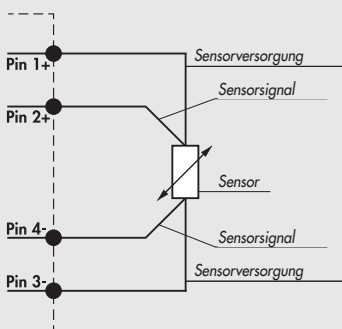 Sensorversorgung
Pin 1+
Sensorsignal
Pin 2+
Sensor
Pin 4-
Sensorsignal
Sensorversorgung
Pin 3-